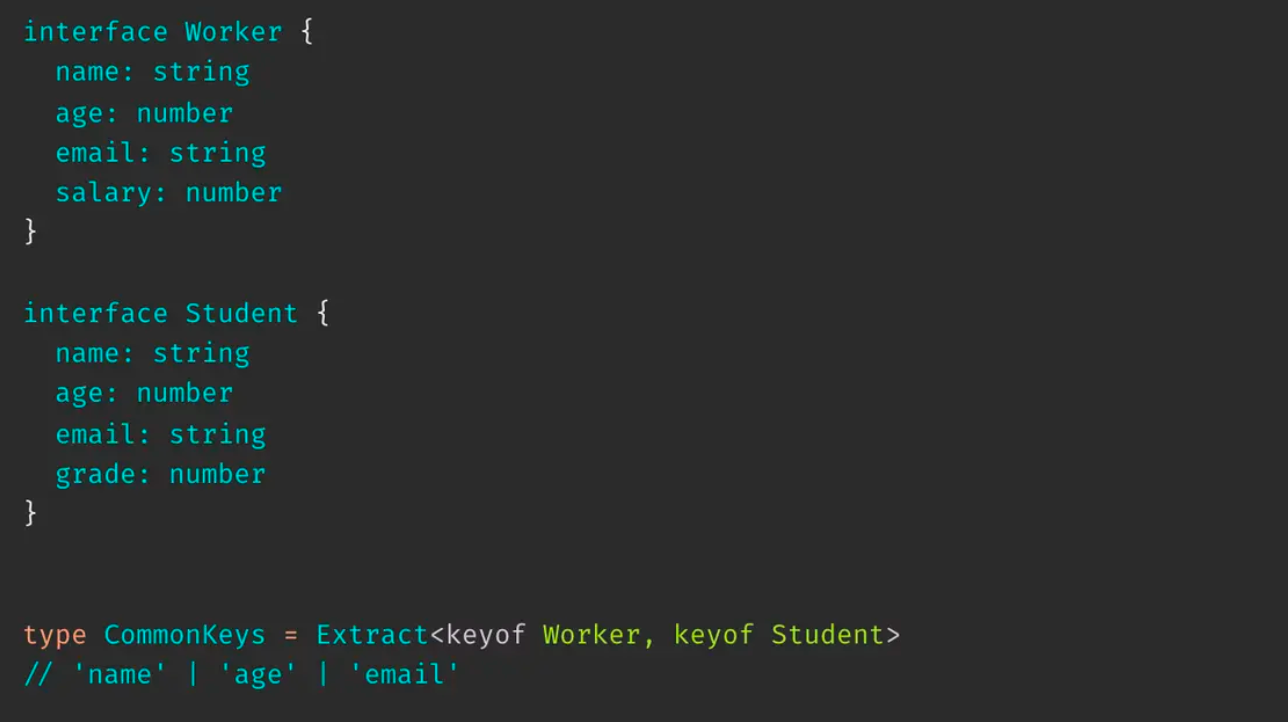 interface Worker {
  name: string
  age: number
  email: string
  salary: number
}
interface Student {
  name: string
  age: number
  email: string
  grade: number
}
type CommonKeys = Extract<keyof Worker, keyof Student>
// 'name' | 'age' | 'email'